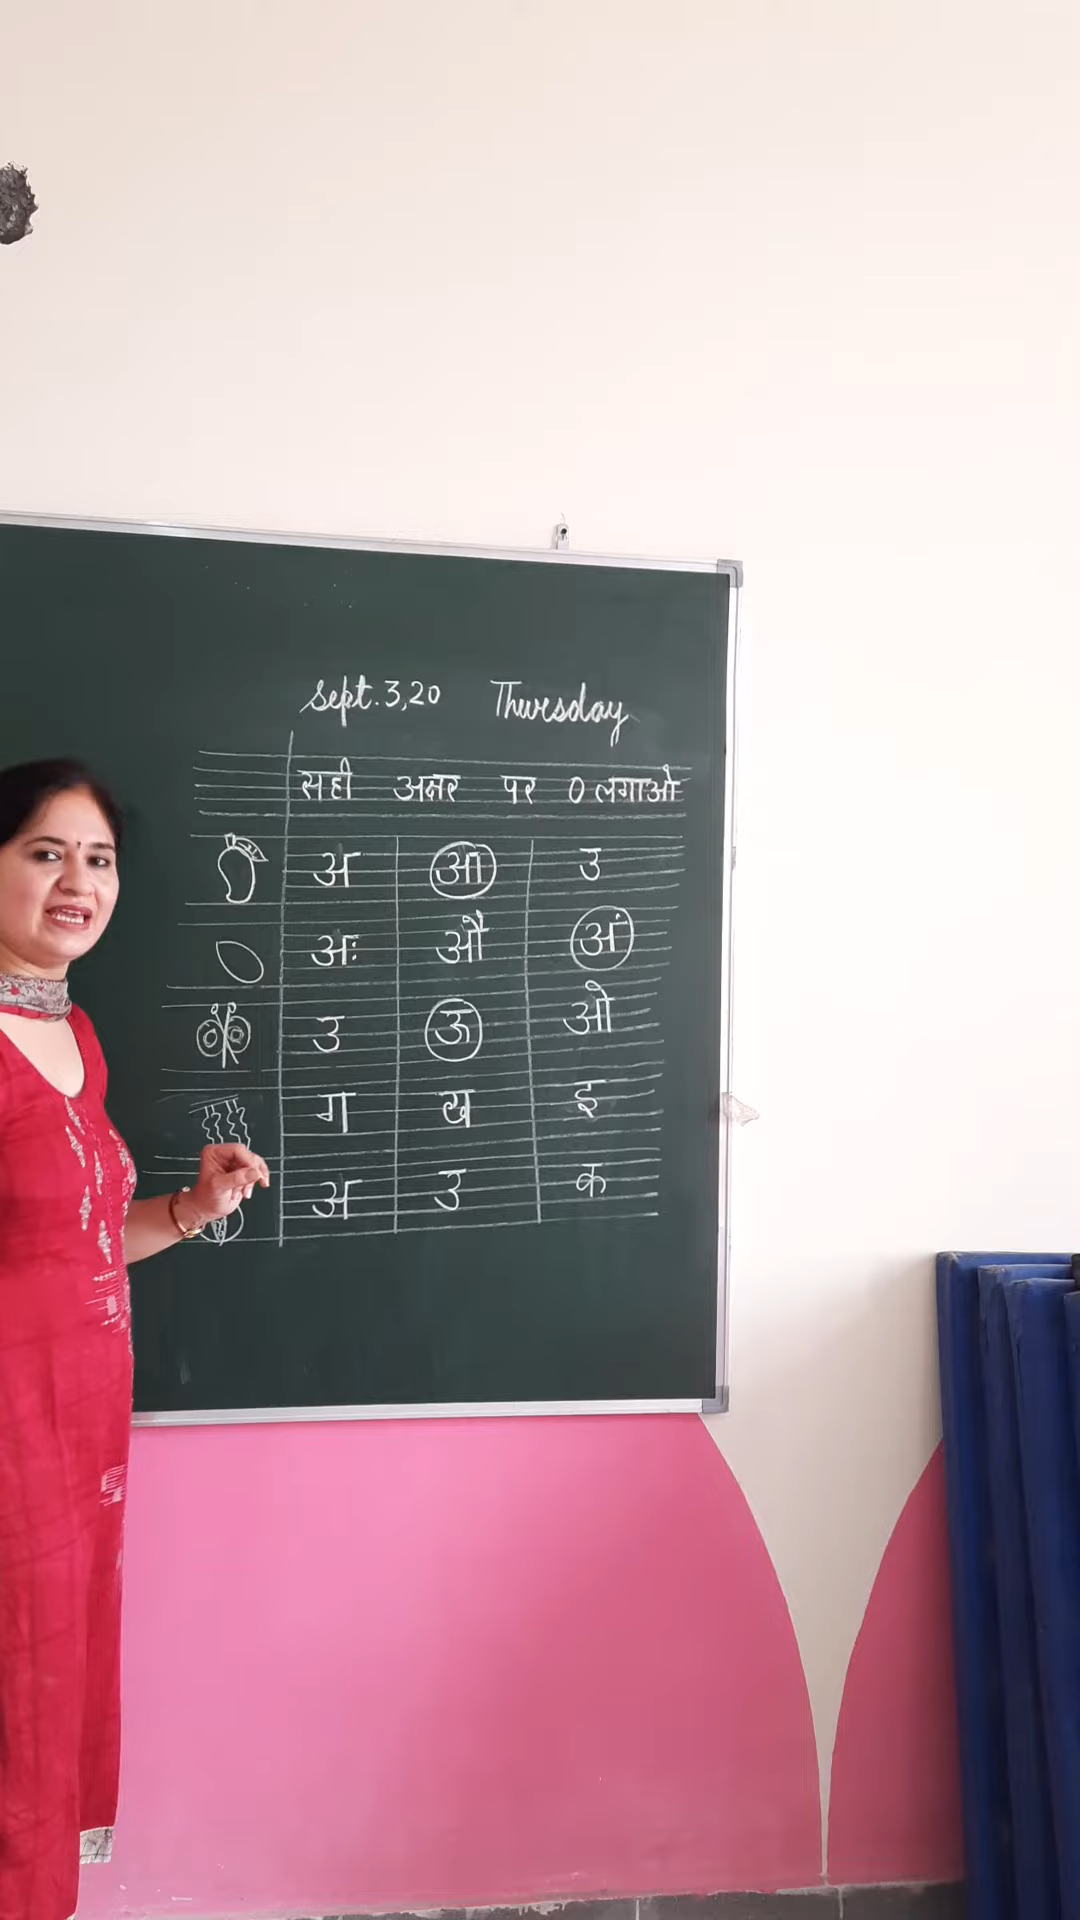 Sept. 3, 20 Thursday
सही अक्षर पर 0 लगाओ
अ आ उ
अः औ अं
उ ऊ ओ
ग ख इ
अ उ क